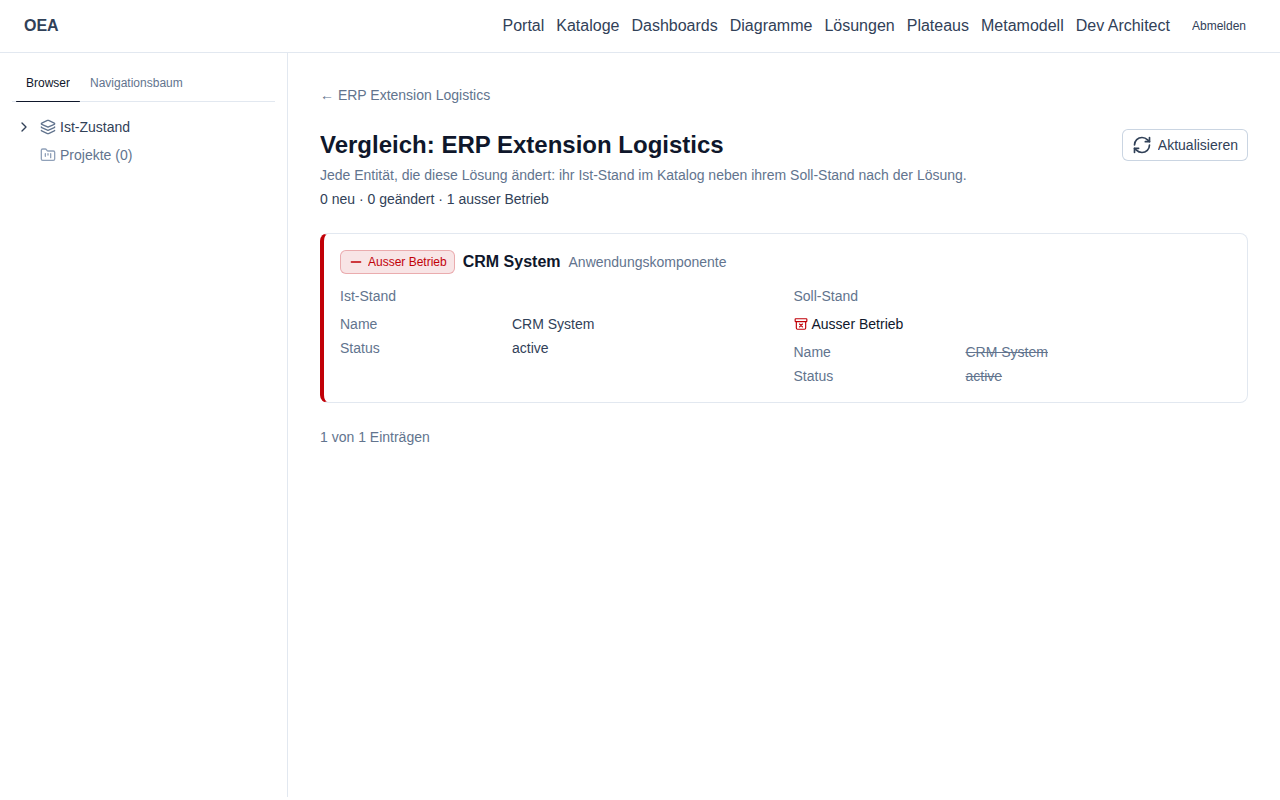 OEA Portal Kataloge Dashboards Diagramme Lösungen Plateaus Metamodell Dev Architect Abmelden
Browser Navigationsbaum
Ist-Zustand
Projekte (0)
← ERP Extension Logistics
Vergleich: ERP Extension Logistics
Aktualisieren
Jede Entität, die diese Lösung ändert: ihr Ist-Stand im Katalog neben ihrem Soll-Stand nach der Lösung.
0 neu · 0 geändert · 1 ausser Betrieb
Ausser Betrieb CRM System Anwendungskomponente
Ist-Stand
Name CRM System
Status active
Soll-Stand
Ausser Betrieb
Name CRM System
Status active
1 von 1 Einträgen